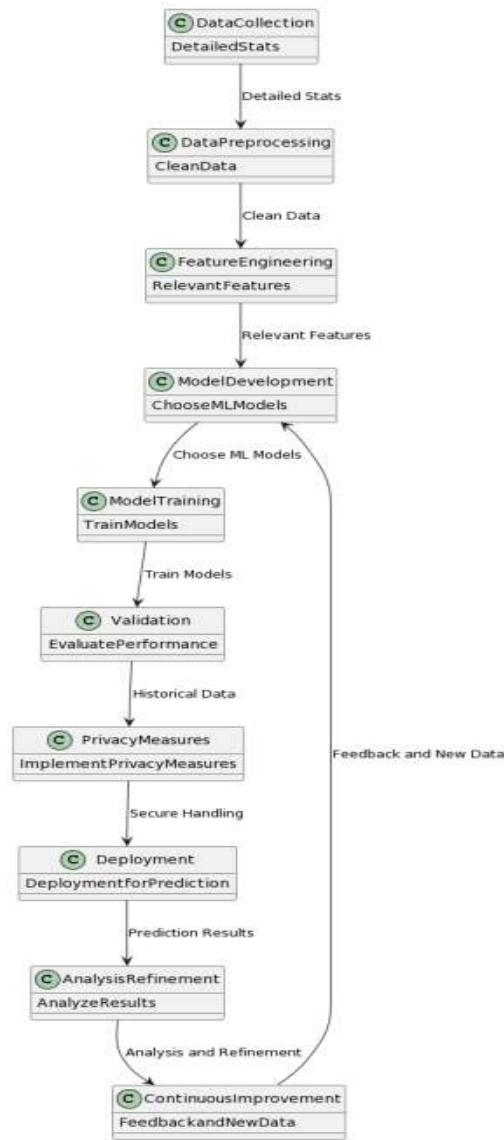 C DataCollection
DetailedStats
Detailed Stats
C DataPreprocessing
CleanData
Clean Data
C FeatureEngineering
RelevantFeatures
Relevant Features
C ModelDevelopment
ChooseMLModels
Choose ML Models
C ModelTraining
TrainModels
Train Models
C Validation
EvaluatePerformance
Historical Data
C PrivacyMeasures
ImplementPrivacyMeasures
Feedback and New Data
Secure Handling
C Deployment
DeploymentforPrediction
Prediction Results
C AnalysisRefinement
AnalyzeResults
Analysis and Refinement
C ContinuousImprovement
FeedbackandNewData